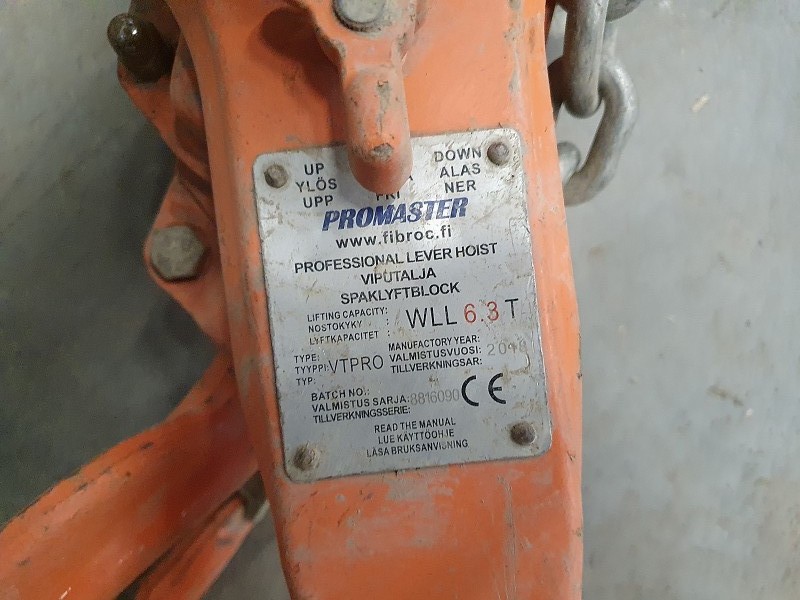 UP DOWN
YLÖS ALAS
UPP NER
PROMASTER
www.fibroc.fi
PROFESSIONAL LEVER HOIST
VIPUTALJA
SPAKLYFTBLOCK
LIFTING CAPACITY:
NOSTOKYKY :
LYFTKAPACITET :
WLL 6.3 T
TYPE:
TYYPPI: VTPRO
TYP:
MANUFACTORY YEAR:
VALMISTUSVUOSI:
TILLVERKNINGSAR:
BATCH NO:
VALMISTUS SARJA: 8816090
TILLVERKNINGSSERIE:
CE
READ THE MANUAL
LUE KÄYTTÖOHJE
LÄSA BRUKSANVISNING